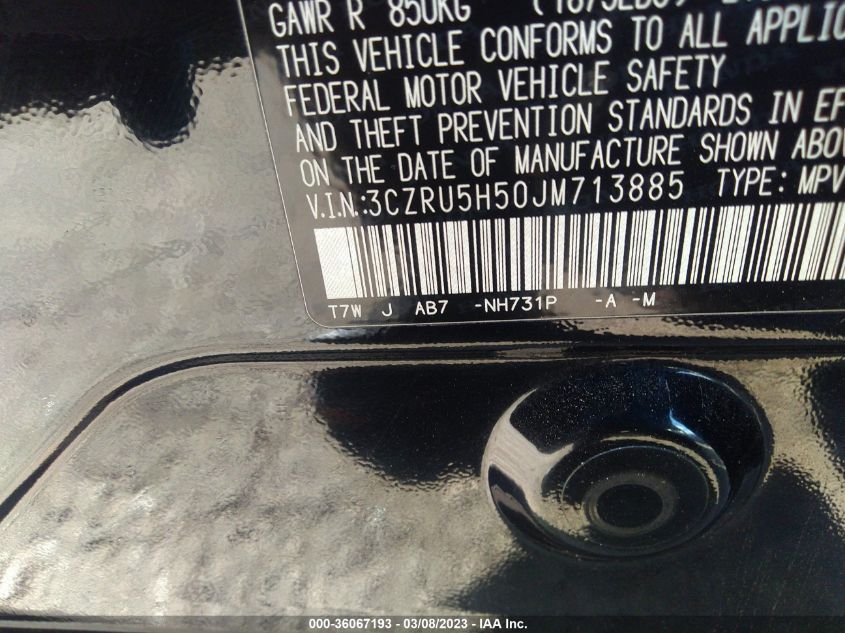 GAWR R 850KG
THIS VEHICLE CONFORMS TO ALL APPLIC
FEDERAL MOTOR VEHICLE SAFETY
AND THEFT PREVENTION STANDARDS IN EF
ON THE DATE OF MANUFACTURE SHOWN ABOV
V.I.N.:3CZRU5H50JM713885 TYPE: MPV
T7W J AB7 -NH731P -A -M
000-36067193 - 03/08/2023 - IAA Inc.